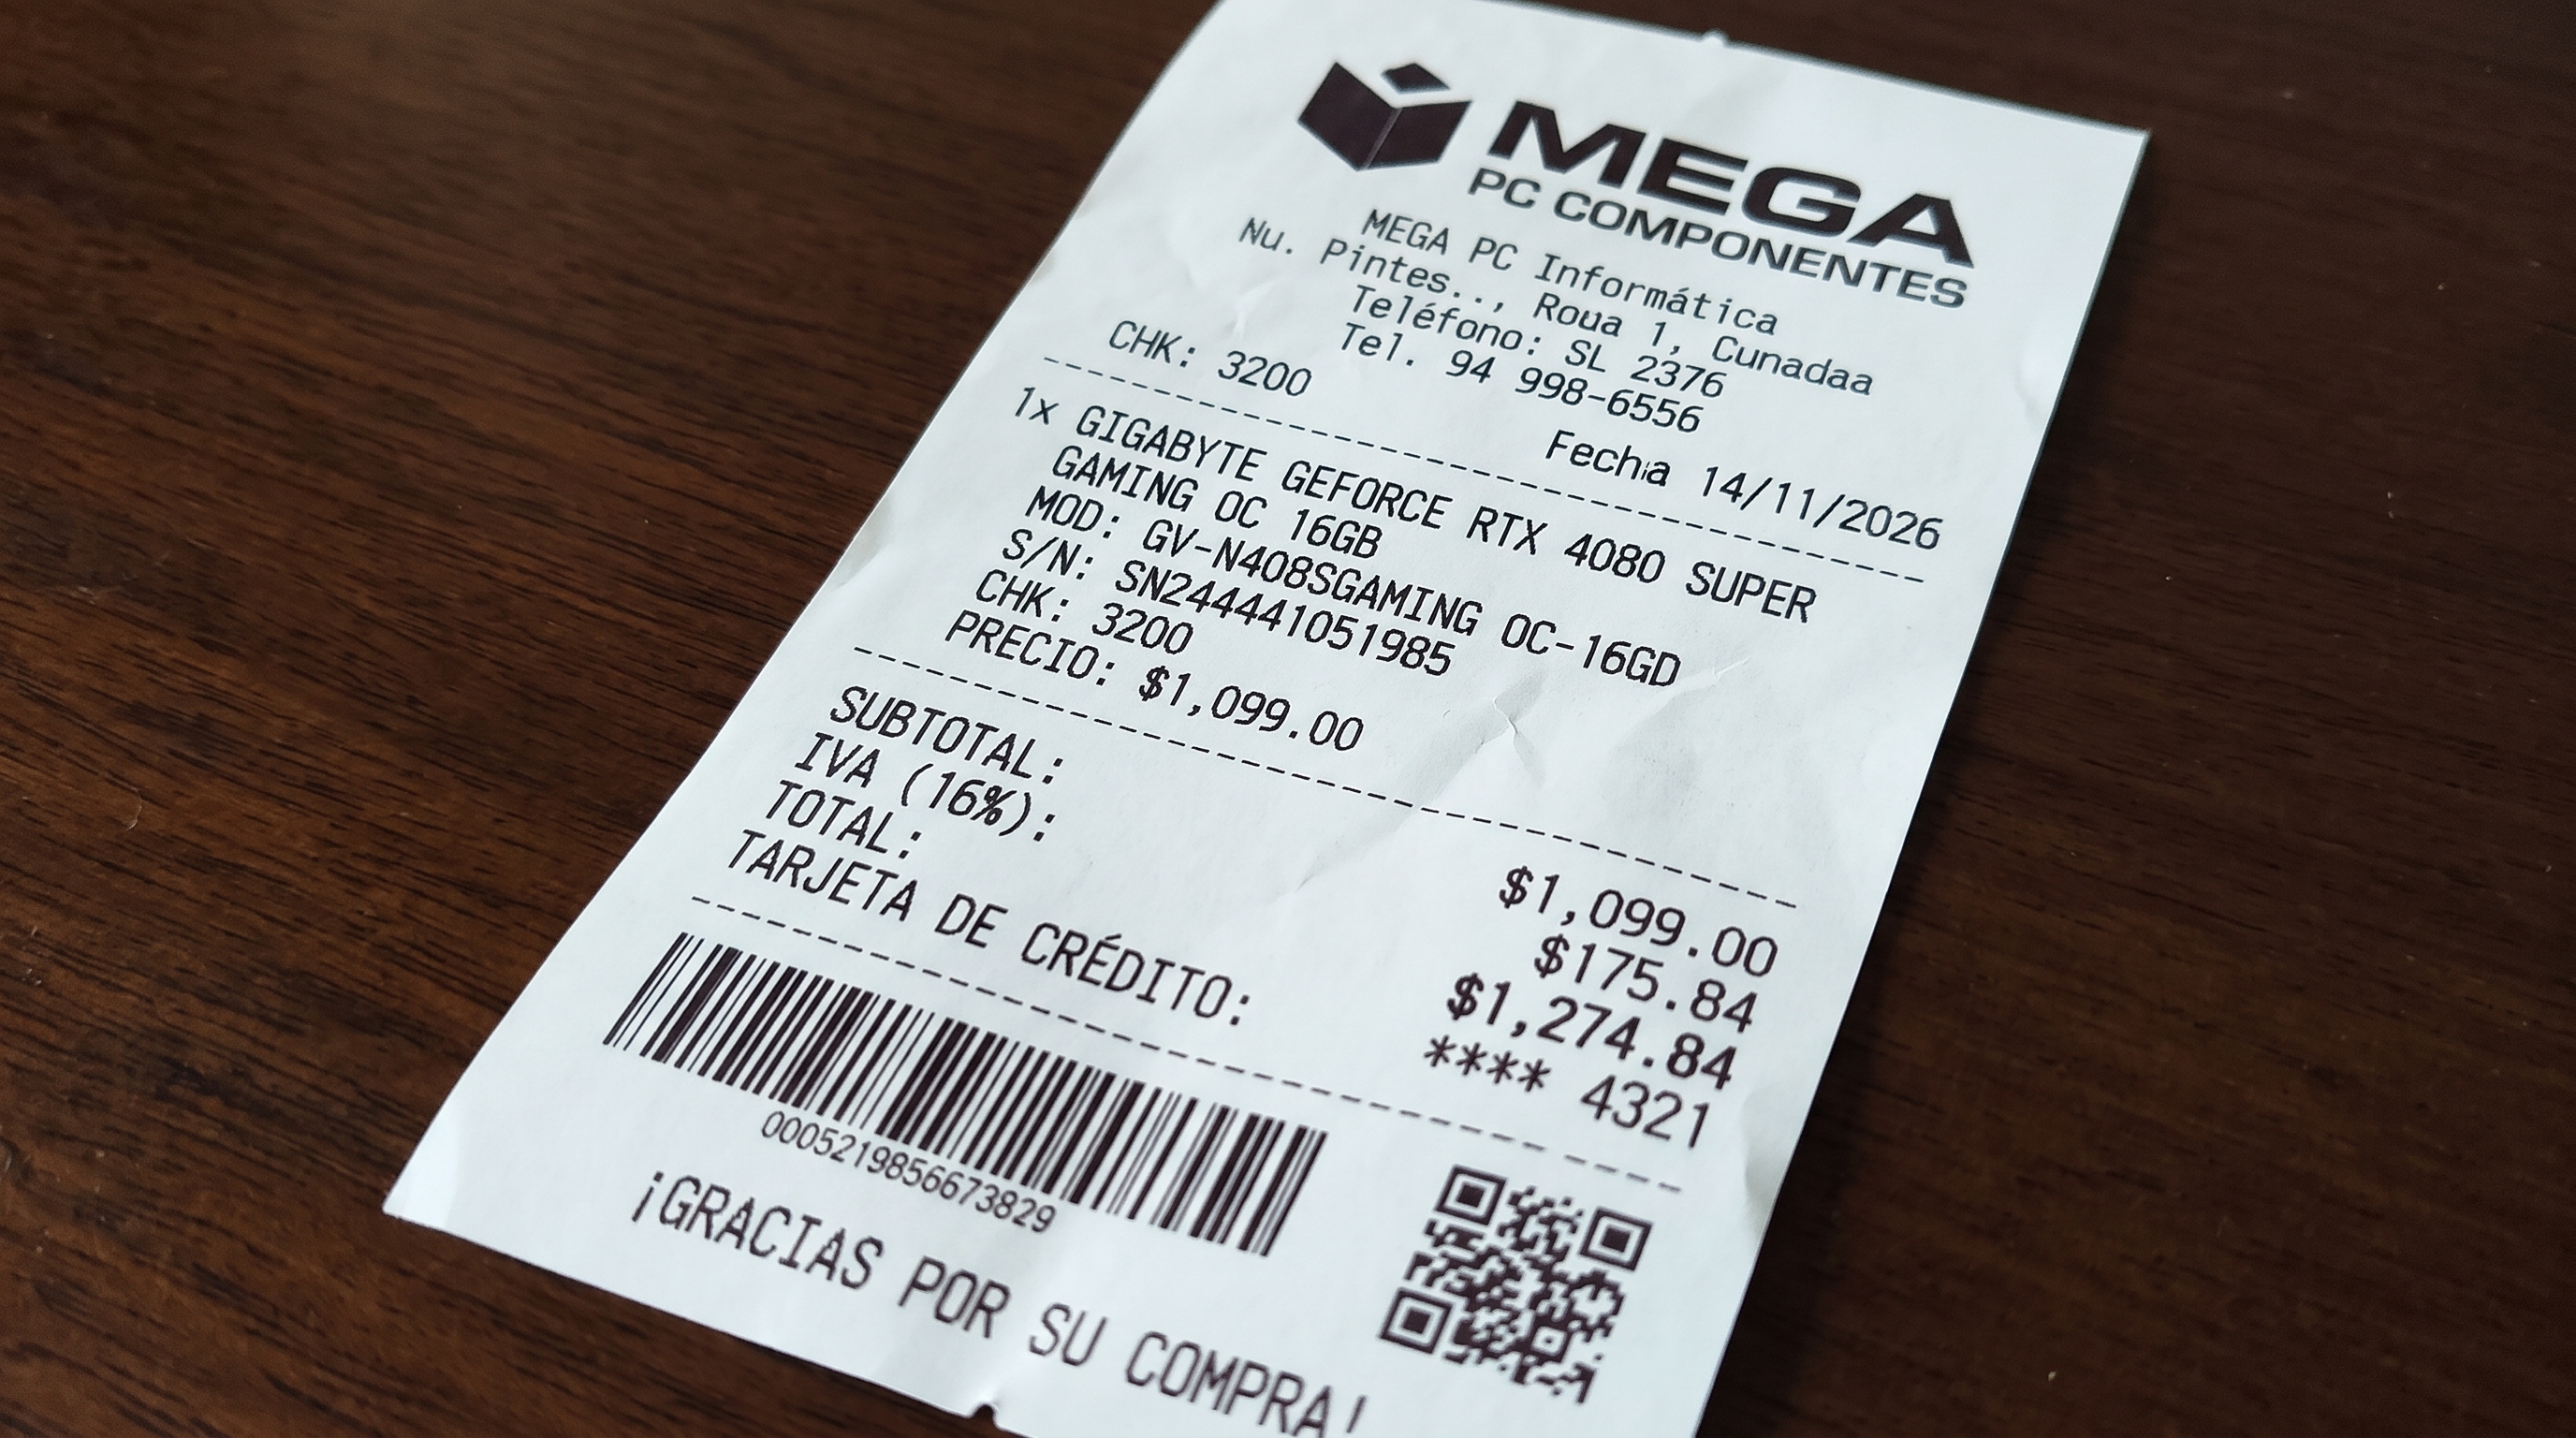 MEGA
PC COMPONENTES
MEGA PC Informática
Nu. Pintes.., Roua 1, Cunadaa
Teléfono: SL 2376
Tel. 94 998-6556
CHK: 3200 Fecha 14/11/2026
1x GIGABYTE GEFORCE RTX 4080 SUPER
GAMING OC 16GB
MOD: GV-N408SGAMING OC-16GD
S/N: SN244441051985
CHK: 3200
PRECIO: $1,099.00
SUBTOTAL: $1,099.00
IVA (16%): $175.84
TOTAL: $1,274.84
TARJETA DE CRÉDITO: **** 4321
0005219856673829
¡GRACIAS POR SU COMPRA!